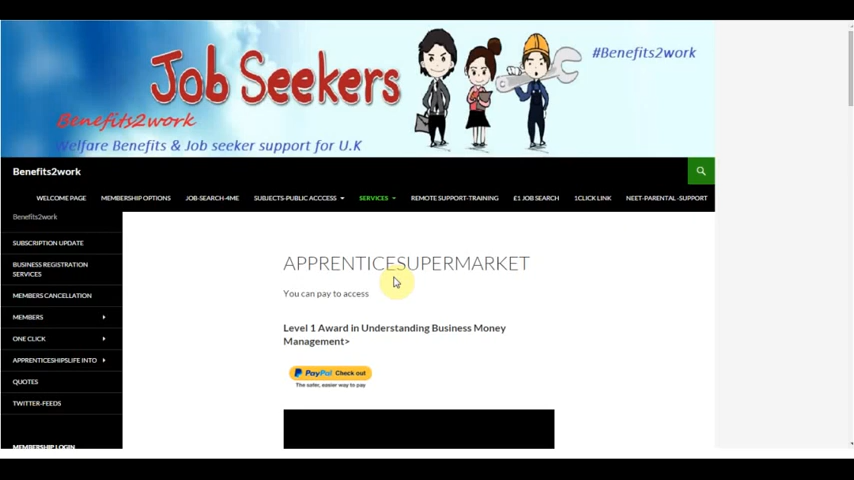 Job Seekers
#Benefits2work
Benefits2work
Welfare Benefits & Job seeker support for U.K
Benefits2work
WELCOME PAGE MEMBERSHIP OPTIONS JOB-SEARCH-4ME SUBJECTS-PUBLIC ACCCESS SERVICES REMOTE SUPPORT-TRAINING £1 JOB SEARCH 1CLICK LINK NEET-PARENTAL -SUPPORT
Benefits2work
SUBSCRIPTION UPDATE
BUSINESS REGISTRATION
SERVICES
MEMBERS CANCELLATION
MEMBERS
ONE CLICK
APPRENTICESHIPSLIFE INTO
QUOTES
TWITTER-FEEDS
MEMBERSHIP LOGIN
APPRENTICESUPERMARKET
You can pay to access
Level 1 Award in Understanding Business Money
Management>
PayPal Check out
The safer, easier way to pay